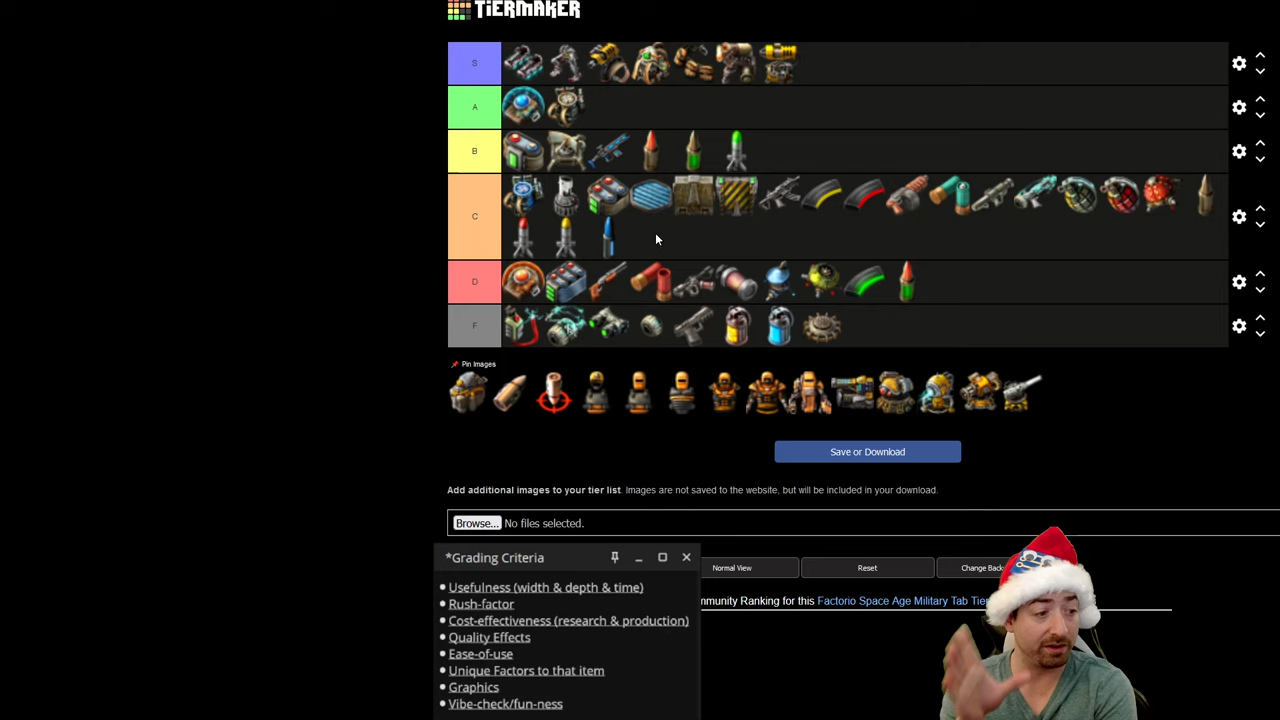 TiERMAKER
S
A
B
C
D
F
📌 Pin Images
Save or Download
Add additional images to your tier list. Images are not saved to the website, but will be included in your download.
Browse... No files selected.
*Grading Criteria
Normal View
Reset
Change Back
• Usefulness (width & depth & time)
mmunity Ranking for this Factorio Space Age Military Tab Tie
• Rush-factor
• Cost-effectiveness (research & production)
• Quality Effects
• Ease-of-use
• Unique Factors to that item
• Graphics
• Vibe-check/fun-ness